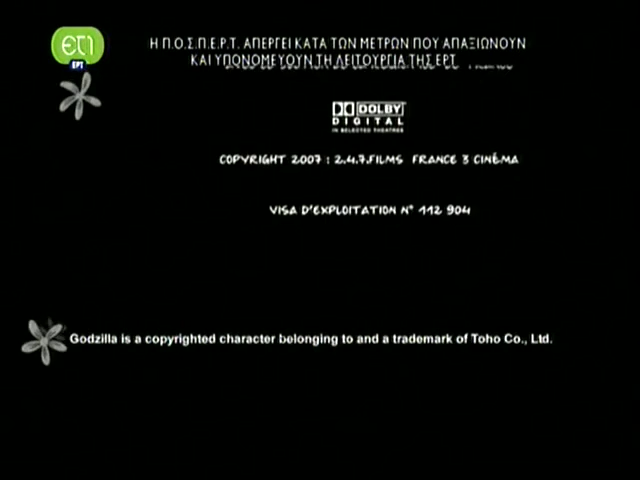 ετ1
ΕΡΤ
Η Π.Ο.Σ.Π.Ε.Ρ.Τ. ΑΠΕΡΓΕΙ ΚΑΤΑ ΤΩΝ ΜΕΤΡΩΝ ΠΟΥ ΑΠΑΞΙΩΝΟΥΝ
ΚΑΙ ΥΠΟΝΟΜΕΥΟΥΝ ΤΗ ΛΕΙΤΟΥΡΓΙΑ ΤΗΣ ΕΡΤ
DOLBY
DIGITAL
IN SELECTED THEATRES
COPYRIGHT 2007 : 2.4.7.FILMS FRANCE 3 CINÉMA
VISA D'EXPLOITATION N° 112 904
Godzilla is a copyrighted character belonging to and a trademark of Toho Co., Ltd.